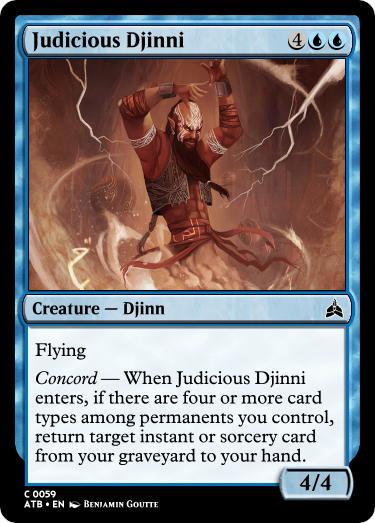 Judicious Djinni 4
Creature — Djinn
Flying
Concord — When Judicious Djinni
enters, if there are four or more card
types among permanents you control,
return target instant or sorcery card
from your graveyard to your hand.
4/4
C 0059
ATB • EN Benjamin Goutte